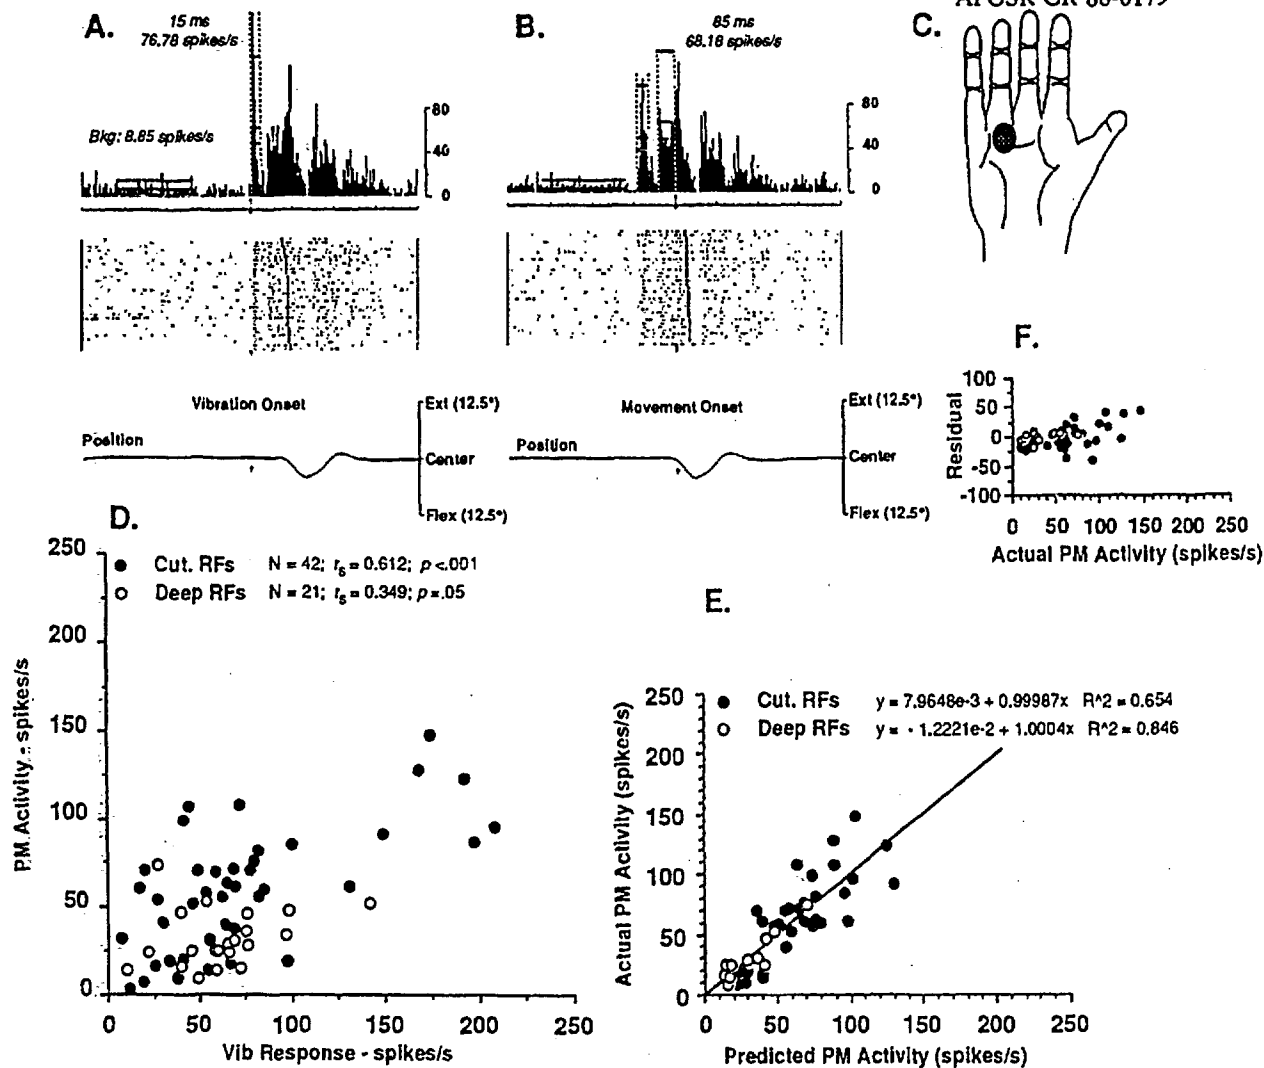 AFOSR GR 88-0179
A.
15 ms
76.78 spikes/s
Bkg: 8.85 spikes/s
80
40
0
B.
85 ms
68.18 spikes/s
80
40
0
C.
Vibration Onset
Position
Ext (12.5°)
Center
Flex (12.5°)
Movement Onset
Position
Ext (12.5°)
Center
Flex (12.5°)
F.
100
50
0
-50
-100
Residual
0 50 100 150 200 250
Actual PM Activity (spikes/s)
D.
Cut. RFs N = 42; rs = 0.612; p <.001
Deep RFs N = 21; rs = 0.349; p =.05
250
200
150
100
50
0
PM Activity - spikes/s
0 50 100 150 200 250
Vib Response - spikes/s
E.
Cut. RFs y = 7.9648e-3 + 0.99987x R^2 = 0.654
Deep RFs y = - 1.2221e-2 + 1.0004x R^2 = 0.846
250
200
150
100
50
0
Actual PM Activity (spikes/s)
0 50 100 150 200 250
Predicted PM Activity (spikes/s)